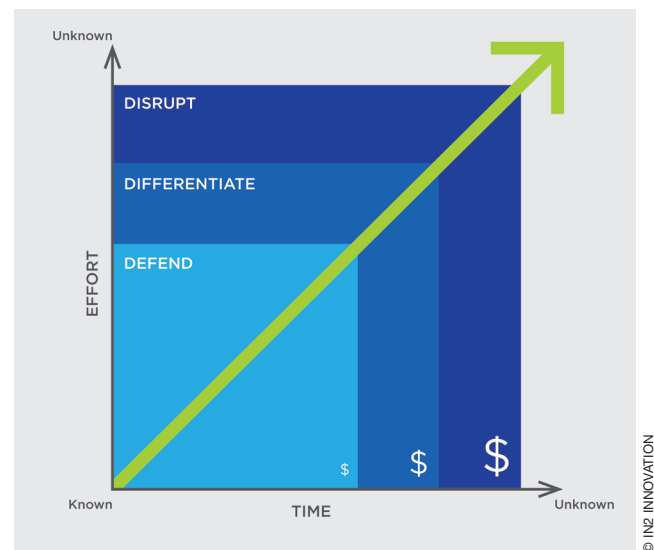 Unknown
DISRUPT
DIFFERENTIATE
DEFEND
EFFORT
$
$
$
Known
TIME
Unknown
© IN2 INNOVATION